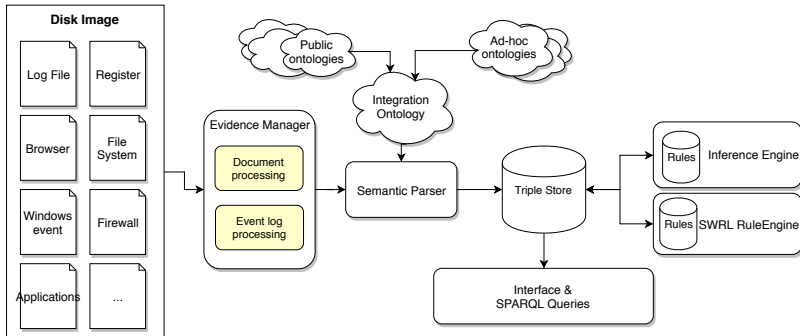 Disk Image
Log File
Register
Browser
File
System
Windows
event
Firewall
Applications
...
Evidence Manager
Document
processing
Event log
processing
Public
ontologies
Ad-hoc
ontologies
Integration
Ontology
Semantic Parser
Triple Store
Rules
Inference Engine
Rules
SWRL RuleEngine
Interface &
SPARQL Queries